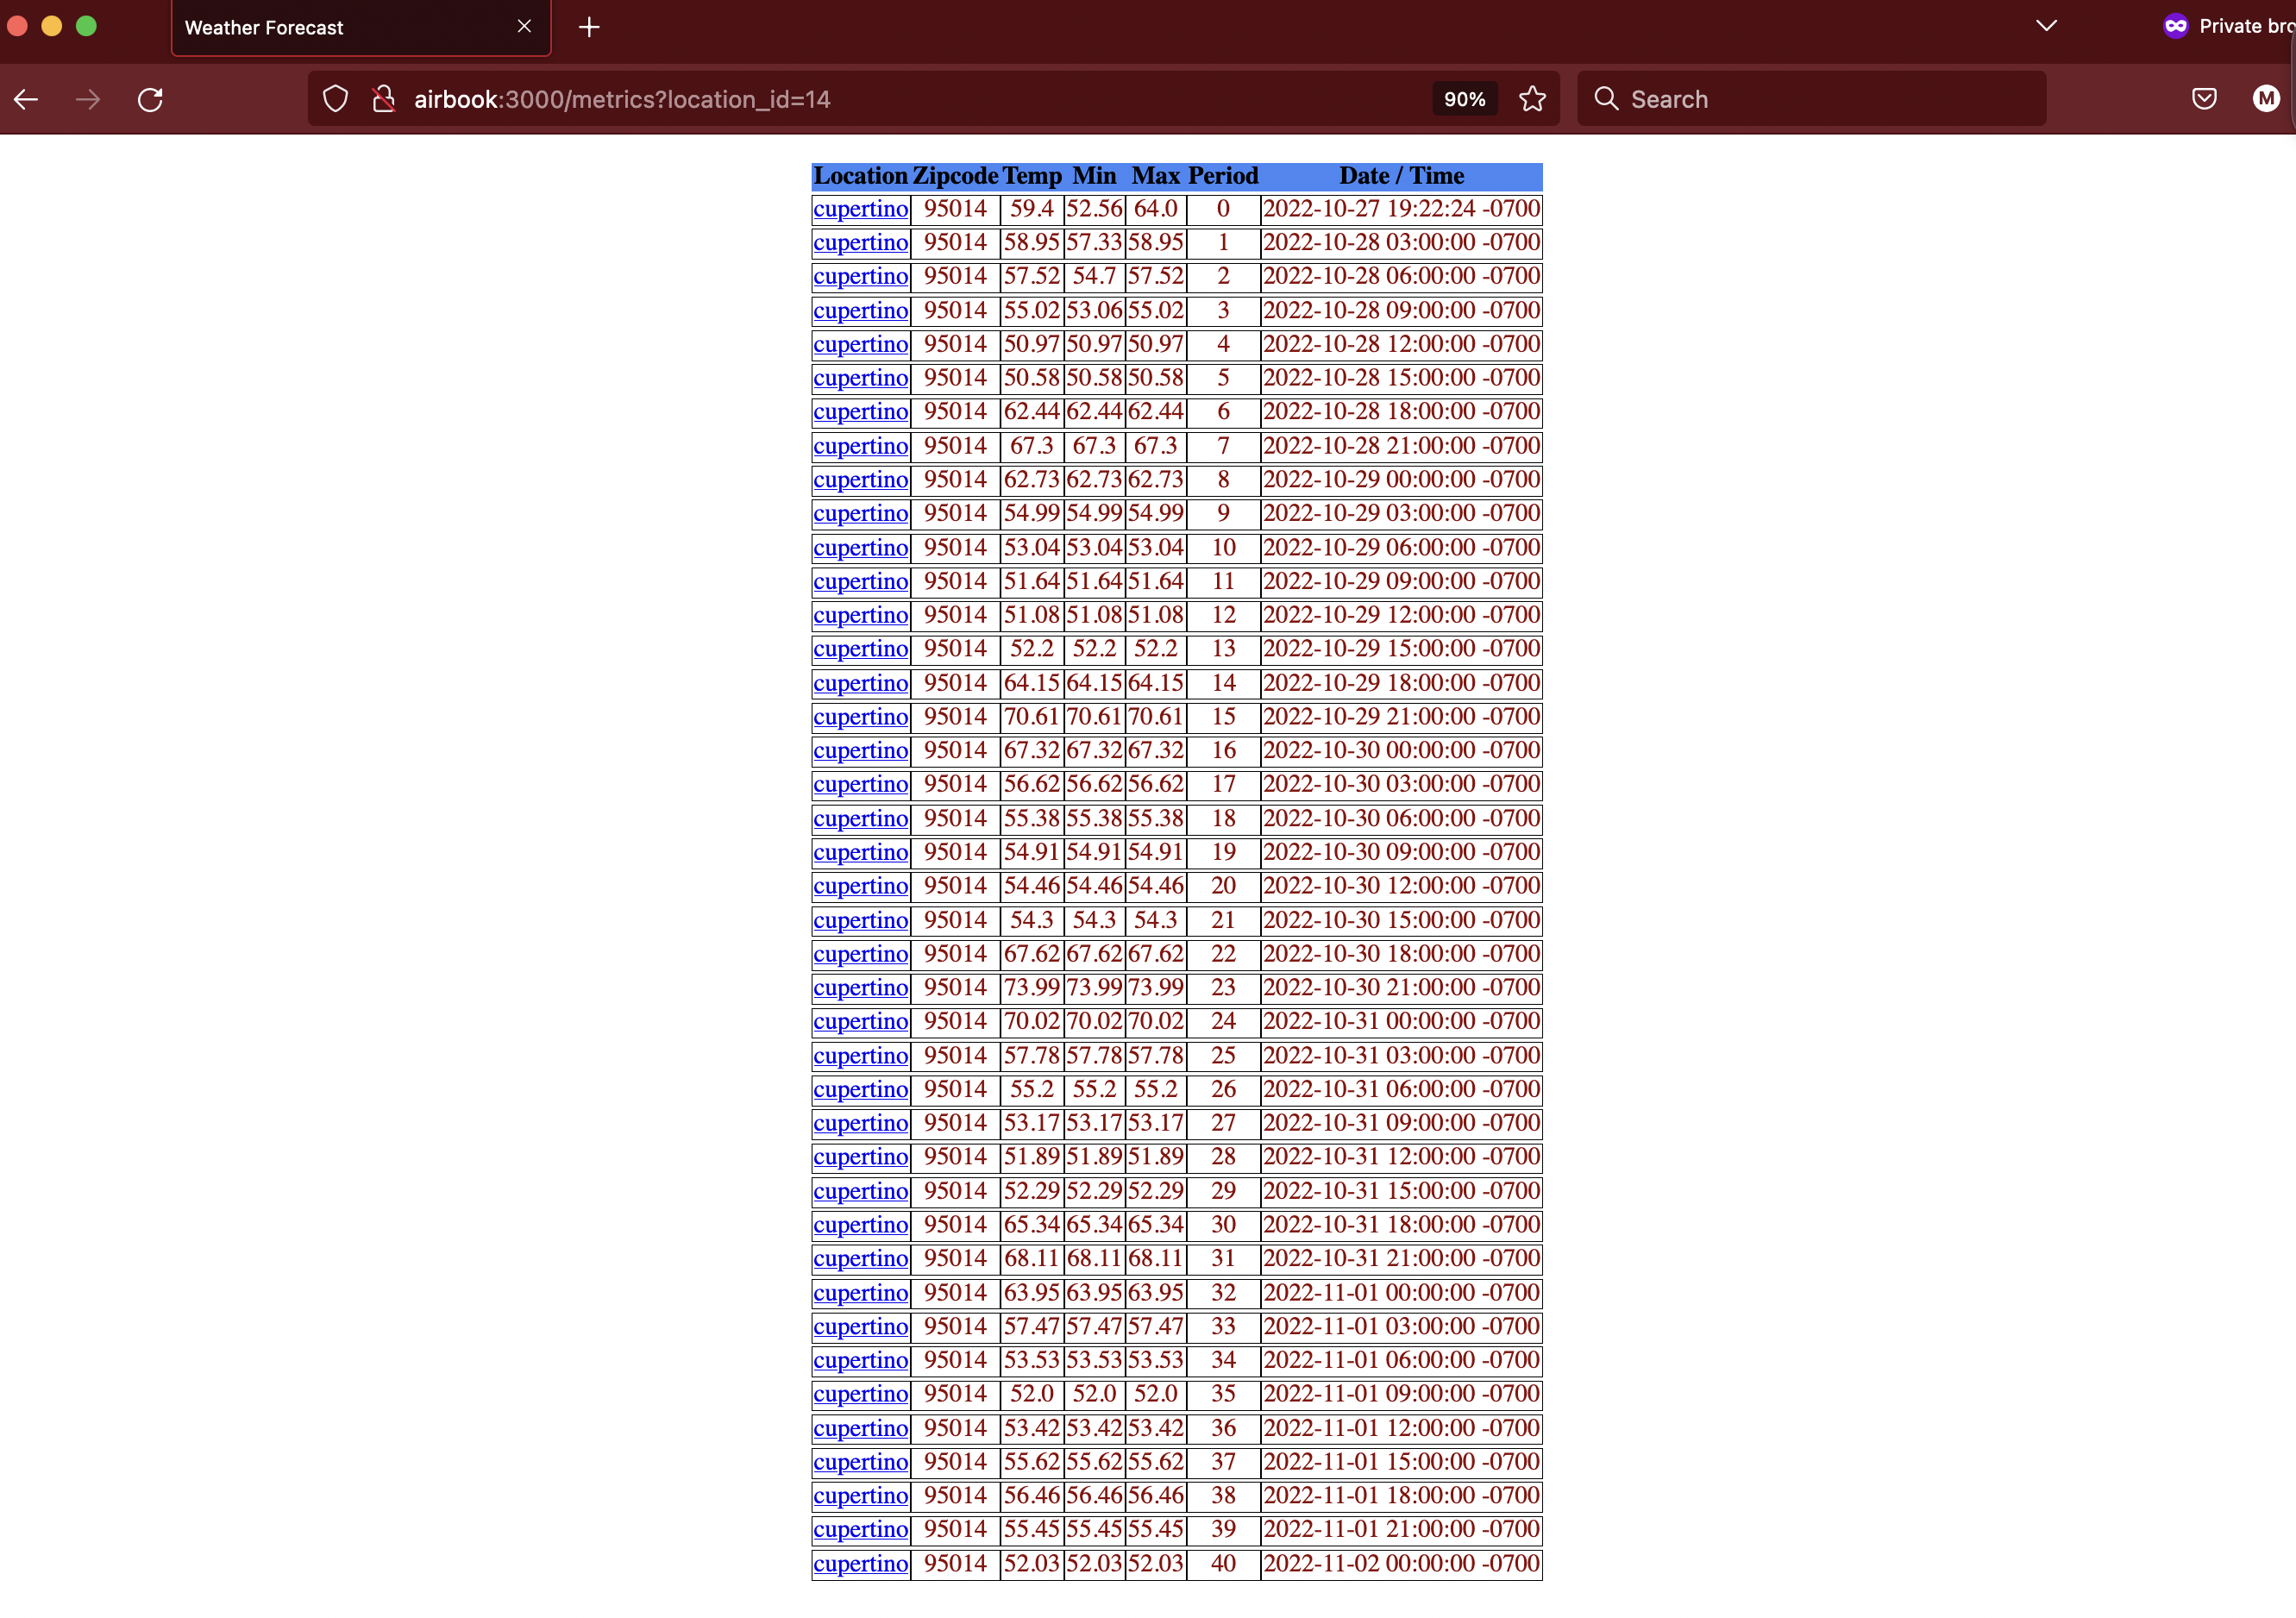 Weather Forecast
Private bro
airbook:3000/metrics?location_id=14 90% Search M
Location Zipcode Temp Min Max Period Date / Time
cupertino 95014 59.4 52.56 64.0 0 2022-10-27 19:22:24 -0700
cupertino 95014 58.95 57.33 58.95 1 2022-10-28 03:00:00 -0700
cupertino 95014 57.52 54.7 57.52 2 2022-10-28 06:00:00 -0700
cupertino 95014 55.02 53.06 55.02 3 2022-10-28 09:00:00 -0700
cupertino 95014 50.97 50.97 50.97 4 2022-10-28 12:00:00 -0700
cupertino 95014 50.58 50.58 50.58 5 2022-10-28 15:00:00 -0700
cupertino 95014 62.44 62.44 62.44 6 2022-10-28 18:00:00 -0700
cupertino 95014 67.3 67.3 67.3 7 2022-10-28 21:00:00 -0700
cupertino 95014 62.73 62.73 62.73 8 2022-10-29 00:00:00 -0700
cupertino 95014 54.99 54.99 54.99 9 2022-10-29 03:00:00 -0700
cupertino 95014 53.04 53.04 53.04 10 2022-10-29 06:00:00 -0700
cupertino 95014 51.64 51.64 51.64 11 2022-10-29 09:00:00 -0700
cupertino 95014 51.08 51.08 51.08 12 2022-10-29 12:00:00 -0700
cupertino 95014 52.2 52.2 52.2 13 2022-10-29 15:00:00 -0700
cupertino 95014 64.15 64.15 64.15 14 2022-10-29 18:00:00 -0700
cupertino 95014 70.61 70.61 70.61 15 2022-10-29 21:00:00 -0700
cupertino 95014 67.32 67.32 67.32 16 2022-10-30 00:00:00 -0700
cupertino 95014 56.62 56.62 56.62 17 2022-10-30 03:00:00 -0700
cupertino 95014 55.38 55.38 55.38 18 2022-10-30 06:00:00 -0700
cupertino 95014 54.91 54.91 54.91 19 2022-10-30 09:00:00 -0700
cupertino 95014 54.46 54.46 54.46 20 2022-10-30 12:00:00 -0700
cupertino 95014 54.3 54.3 54.3 21 2022-10-30 15:00:00 -0700
cupertino 95014 67.62 67.62 67.62 22 2022-10-30 18:00:00 -0700
cupertino 95014 73.99 73.99 73.99 23 2022-10-30 21:00:00 -0700
cupertino 95014 70.02 70.02 70.02 24 2022-10-31 00:00:00 -0700
cupertino 95014 57.78 57.78 57.78 25 2022-10-31 03:00:00 -0700
cupertino 95014 55.2 55.2 55.2 26 2022-10-31 06:00:00 -0700
cupertino 95014 53.17 53.17 53.17 27 2022-10-31 09:00:00 -0700
cupertino 95014 51.89 51.89 51.89 28 2022-10-31 12:00:00 -0700
cupertino 95014 52.29 52.29 52.29 29 2022-10-31 15:00:00 -0700
cupertino 95014 65.34 65.34 65.34 30 2022-10-31 18:00:00 -0700
cupertino 95014 68.11 68.11 68.11 31 2022-10-31 21:00:00 -0700
cupertino 95014 63.95 63.95 63.95 32 2022-11-01 00:00:00 -0700
cupertino 95014 57.47 57.47 57.47 33 2022-11-01 03:00:00 -0700
cupertino 95014 53.53 53.53 53.53 34 2022-11-01 06:00:00 -0700
cupertino 95014 52.0 52.0 52.0 35 2022-11-01 09:00:00 -0700
cupertino 95014 53.42 53.42 53.42 36 2022-11-01 12:00:00 -0700
cupertino 95014 55.62 55.62 55.62 37 2022-11-01 15:00:00 -0700
cupertino 95014 56.46 56.46 56.46 38 2022-11-01 18:00:00 -0700
cupertino 95014 55.45 55.45 55.45 39 2022-11-01 21:00:00 -0700
cupertino 95014 52.03 52.03 52.03 40 2022-11-02 00:00:00 -0700